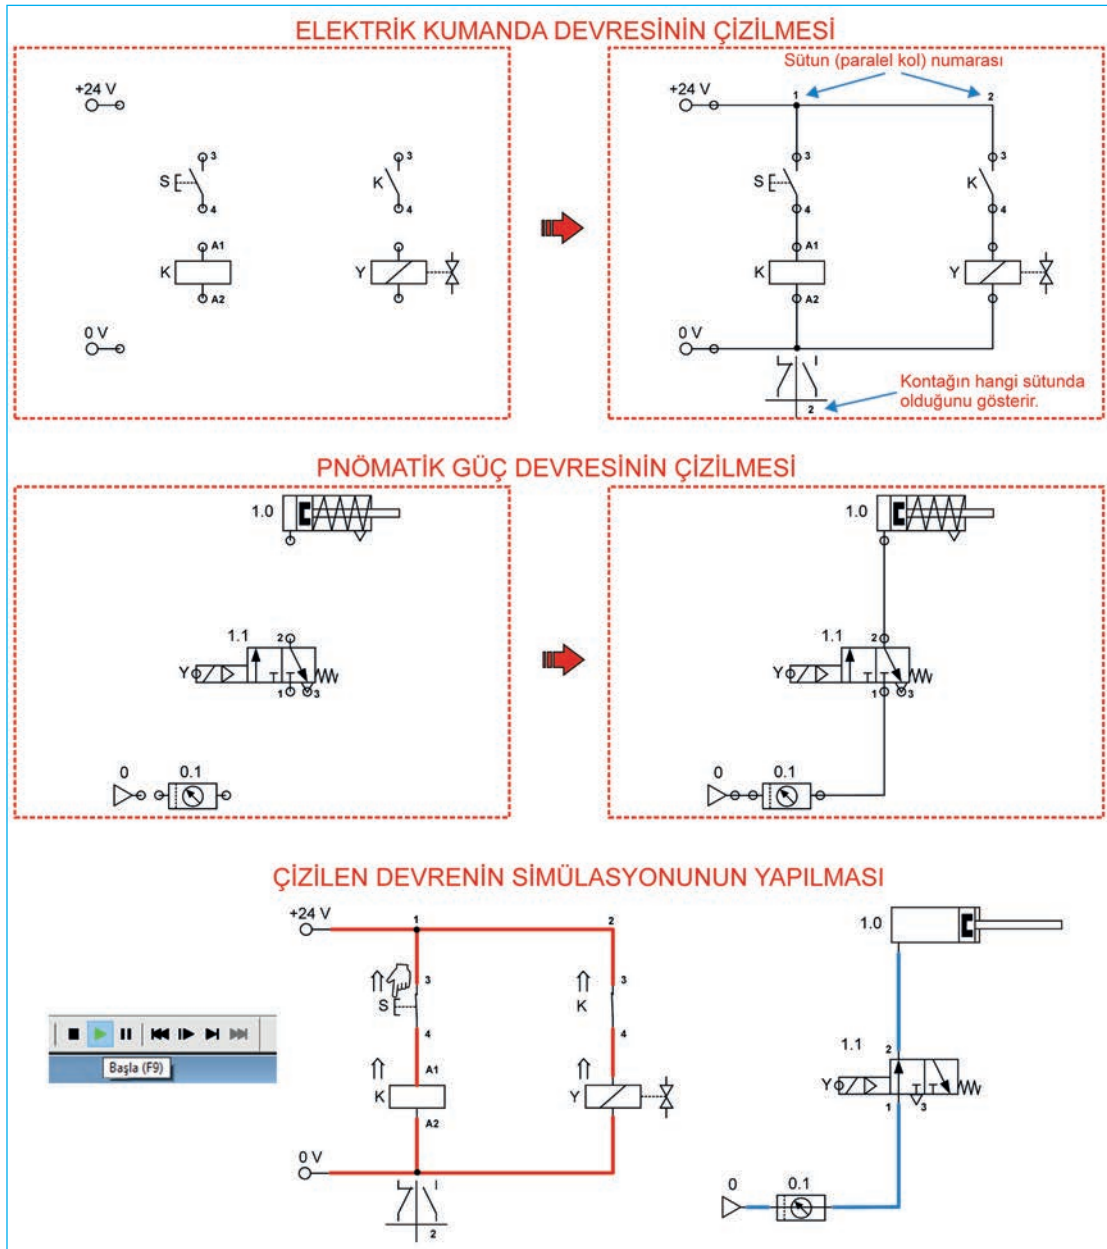 ELEKTRİK KUMANDA DEVRESİNİN ÇİZİLMESİ
+24 V
3
S
4
3
K
4
A1
K
A2
Y
0 V
Sütun (paralel kol) numarası
+24 V
1
2
3
S
4
3
K
4
A1
K
A2
Y
0 V
2
Kontağın hangi sütunda
olduğunu gösterir.
PNÖMATİK GÜÇ DEVRESİNİN ÇİZİLMESİ
1.0
1.1
2
Y
1
3
0
0.1
1.0
1.1
2
Y
1
3
0
0.1
ÇİZİLEN DEVRENİN SİMÜLASYONUNUN YAPILMASI
Başla (F9)
+24 V
1
2
3
S
4
3
K
4
A1
K
A2
Y
0 V
2
1.0
1.1
2
Y
1
3
0
0.1